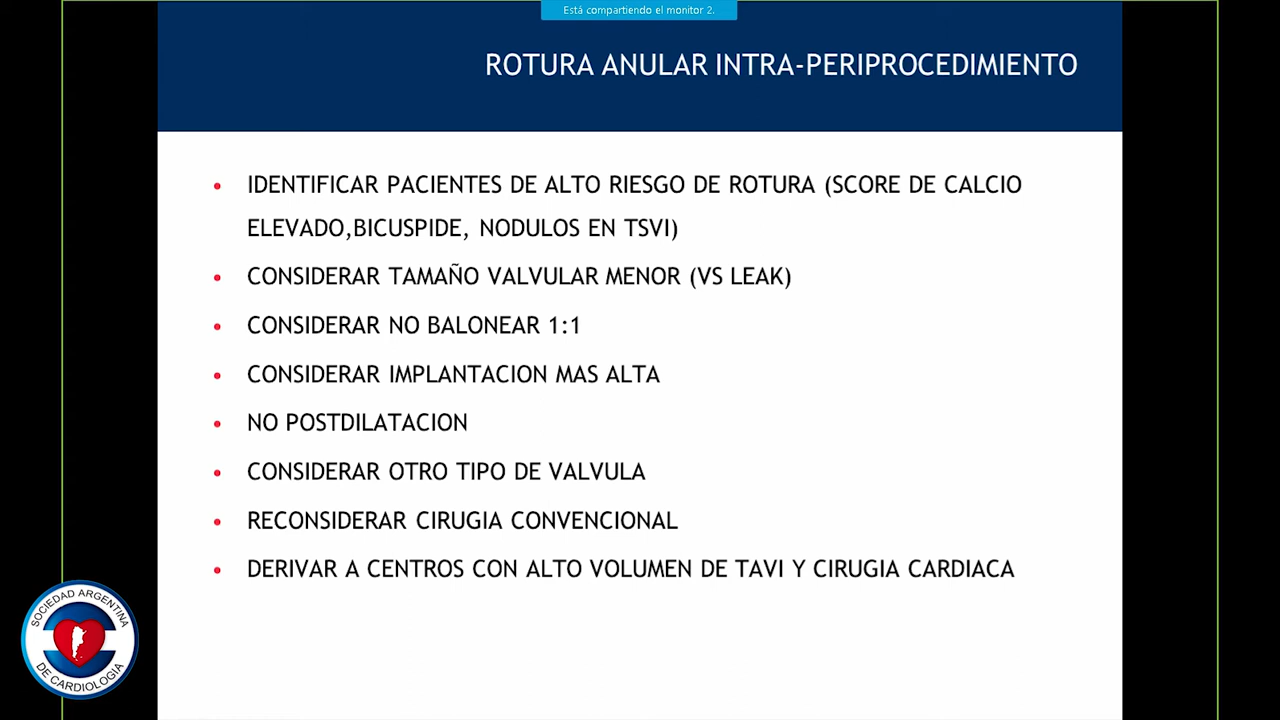 Está compartiendo el monitor 2.
ROTURA ANULAR INTRA-PERIPROCEDIMIENTO
• IDENTIFICAR PACIENTES DE ALTO RIESGO DE ROTURA (SCORE DE CALCIO
ELEVADO,BICUSPIDE, NODULOS EN TSVI)
• CONSIDERAR TAMAÑO VALVULAR MENOR (VS LEAK)
• CONSIDERAR NO BALONEAR 1:1
• CONSIDERAR IMPLANTACION MAS ALTA
• NO POSTDILATACION
• CONSIDERAR OTRO TIPO DE VALVULA
• RECONSIDERAR CIRUGIA CONVENCIONAL
• DERIVAR A CENTROS CON ALTO VOLUMEN DE TAVI Y CIRUGIA CARDIACA
SOCIEDAD ARGENTINA
DE CARDIOLOGIA